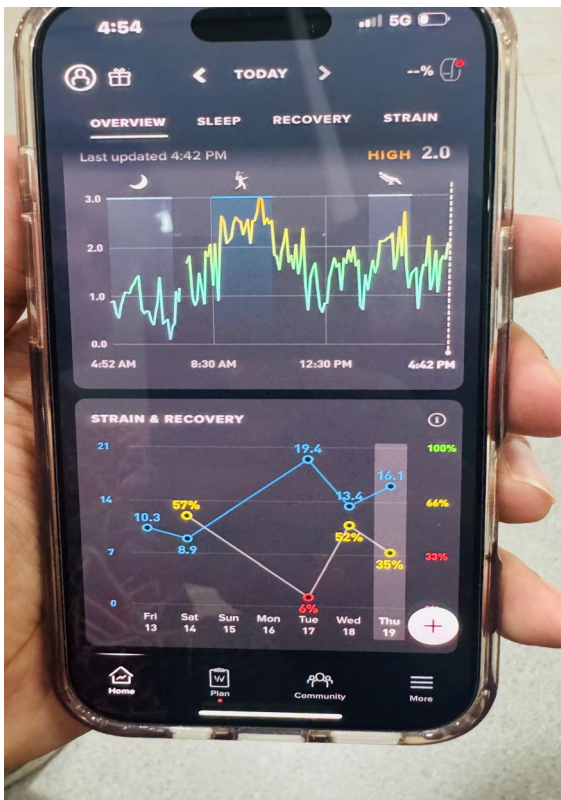 4:54 5G
TODAY --%
OVERVIEW SLEEP RECOVERY STRAIN
Last updated 4:42 PM HIGH 2.0
3.0
2.0
1.0
0.0
4:52 AM 8:30 AM 12:30 PM 4:42 PM
STRAIN & RECOVERY
21 19.4 100%
14 57% 13.4 16.1 66%
10.3
8.9 52%
7 35% 33%
0 6%
Fri Sat Sun Mon Tue Wed Thu
13 14 15 16 17 18 19
Home Plan Community More